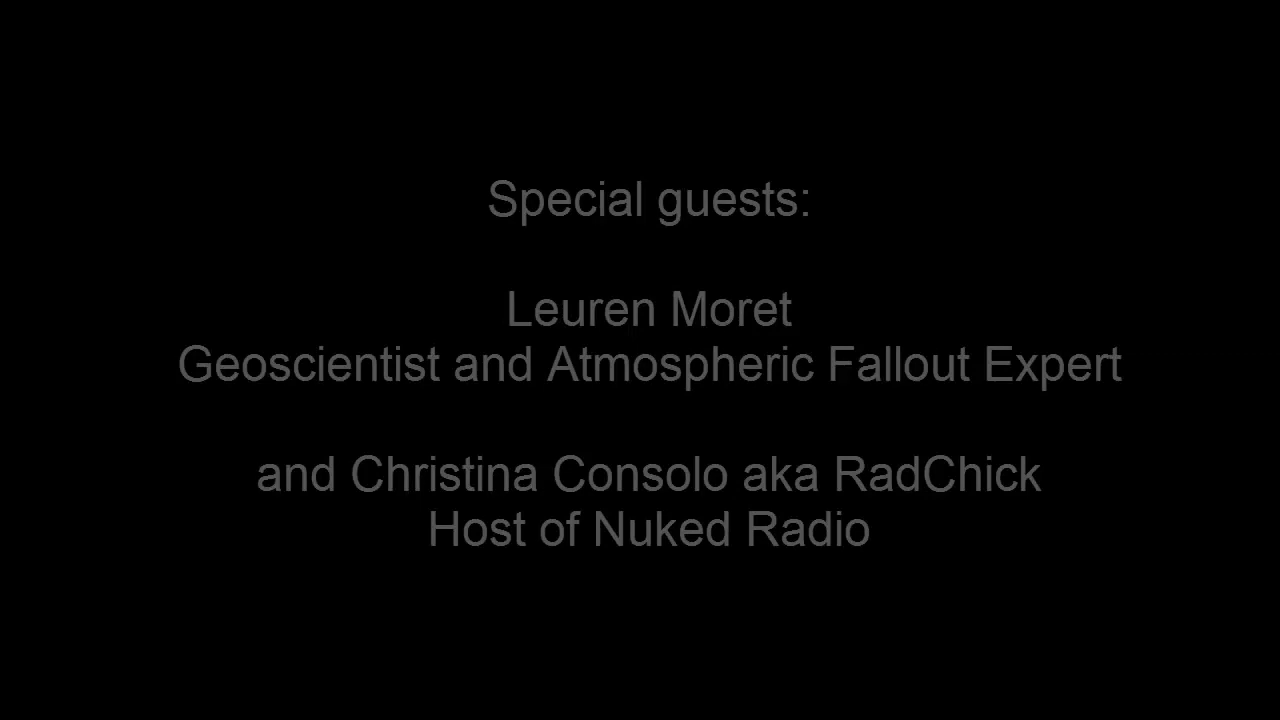 Special guests:
Leuren Moret
Geoscientist and Atmospheric Fallout Expert
and Christina Consolo aka RadChick
Host of Nuked Radio